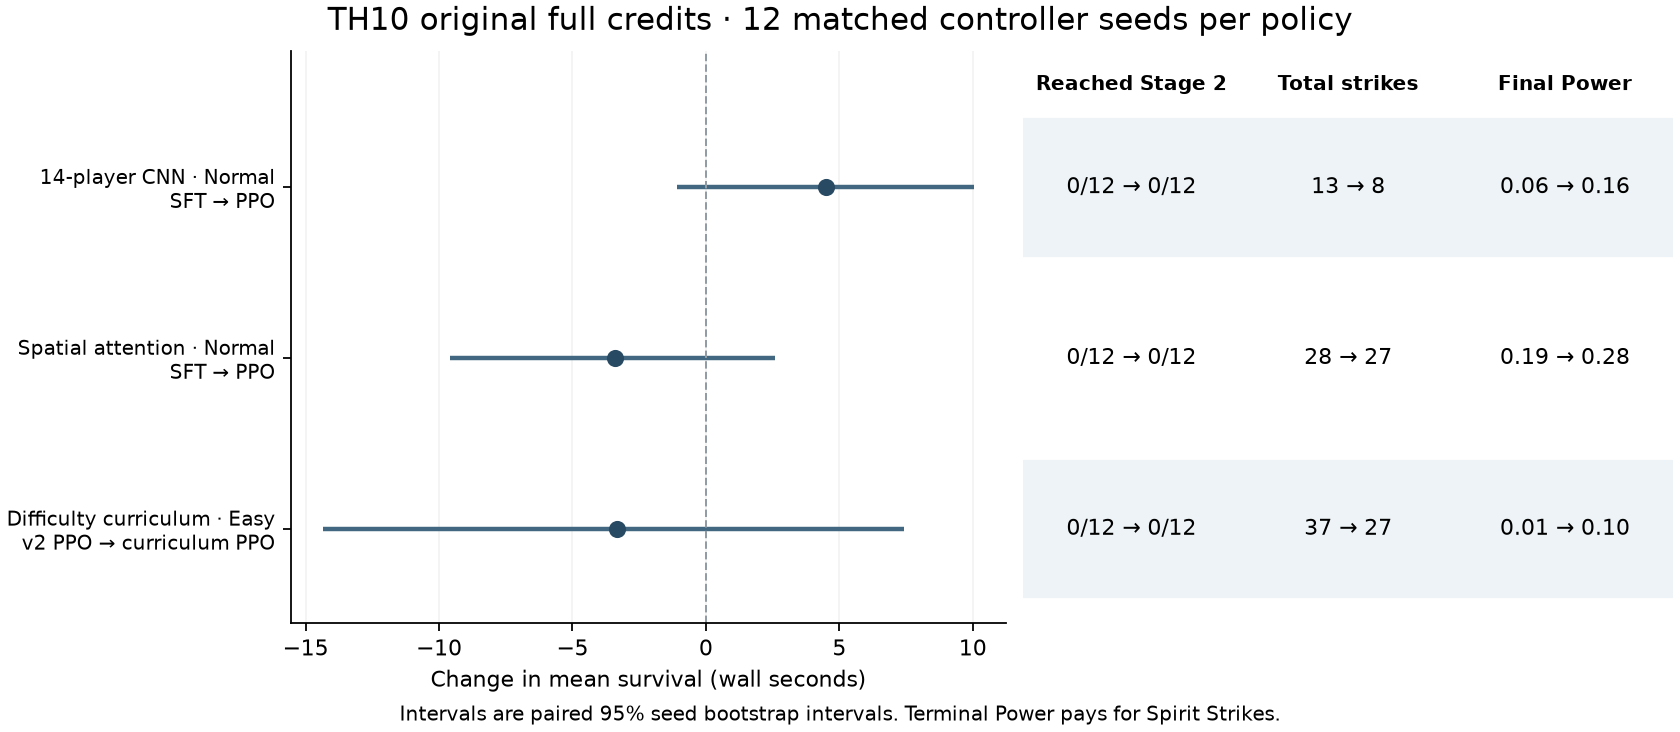 TH10 original full credits · 12 matched controller seeds per policy
Reached Stage 2 Total strikes Final Power
14-player CNN · Normal
SFT → PPO
0/12 → 0/12 13 → 8 0.06 → 0.16
Spatial attention · Normal
SFT → PPO
0/12 → 0/12 28 → 27 0.19 → 0.28
Difficulty curriculum · Easy
v2 PPO → curriculum PPO
0/12 → 0/12 37 → 27 0.01 → 0.10
−15 −10 −5 0 5 10
Change in mean survival (wall seconds)
Intervals are paired 95% seed bootstrap intervals. Terminal Power pays for Spirit Strikes.